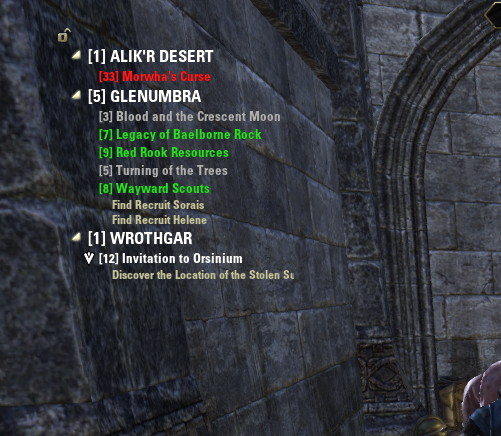 [1] ALIK'R DESERT
[33] Morwha's Curse
[5] GLENUMBRA
[3] Blood and the Crescent Moon
[7] Legacy of Baelborne Rock
[9] Red Rook Resources
[5] Turning of the Trees
[8] Wayward Scouts
Find Recruit Sorais
Find Recruit Helene
[1] WROTHGAR
[12] Invitation to Orsinium
Discover the Location of the Stolen